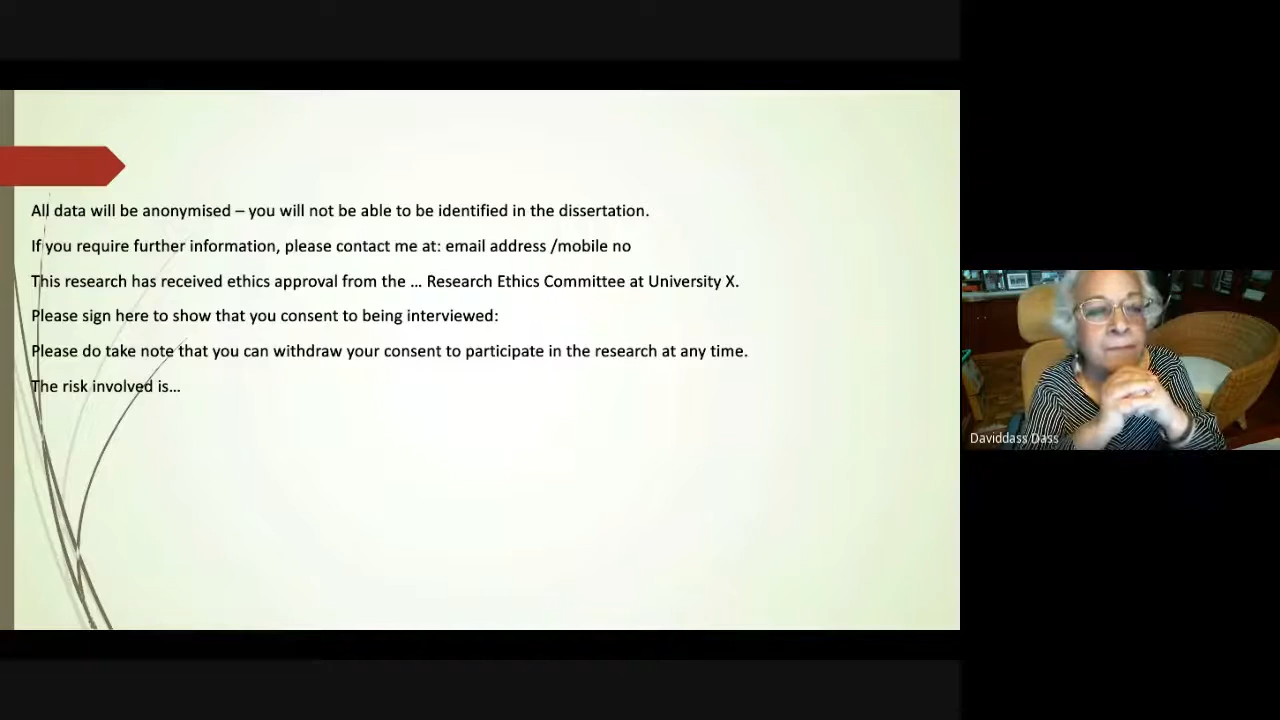 All data will be anonymised – you will not be able to be identified in the dissertation.
If you require further information, please contact me at: email address /mobile no
This research has received ethics approval from the … Research Ethics Committee at University X.
Please sign here to show that you consent to being interviewed:
Please do take note that you can withdraw your consent to participate in the research at any time.
The risk involved is…
Daviddass Dass